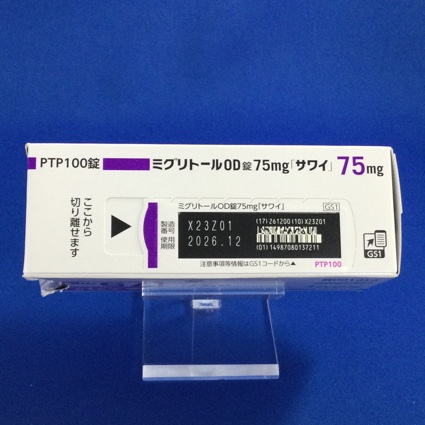 PTP100錠 ミグリトールOD錠75mg「サワイ」 75mg
ここから
切り離せます
ミグリトールOD錠75mg「サワイ」 GS1
製造
番号 X23Z01
使用
期限 2026.12
(17)261200(10)X23Z01
(01)14987080137211
注意事項等情報はGS1コードから▲ PTP100
GS1